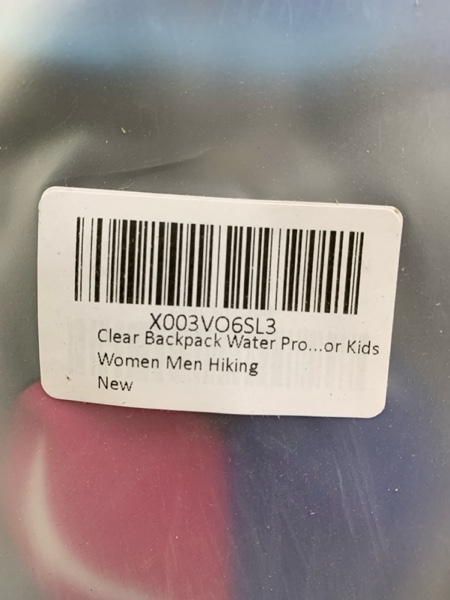 X003VO6SL3
Clear Backpack Water Pro...or Kids
Women Men Hiking
New